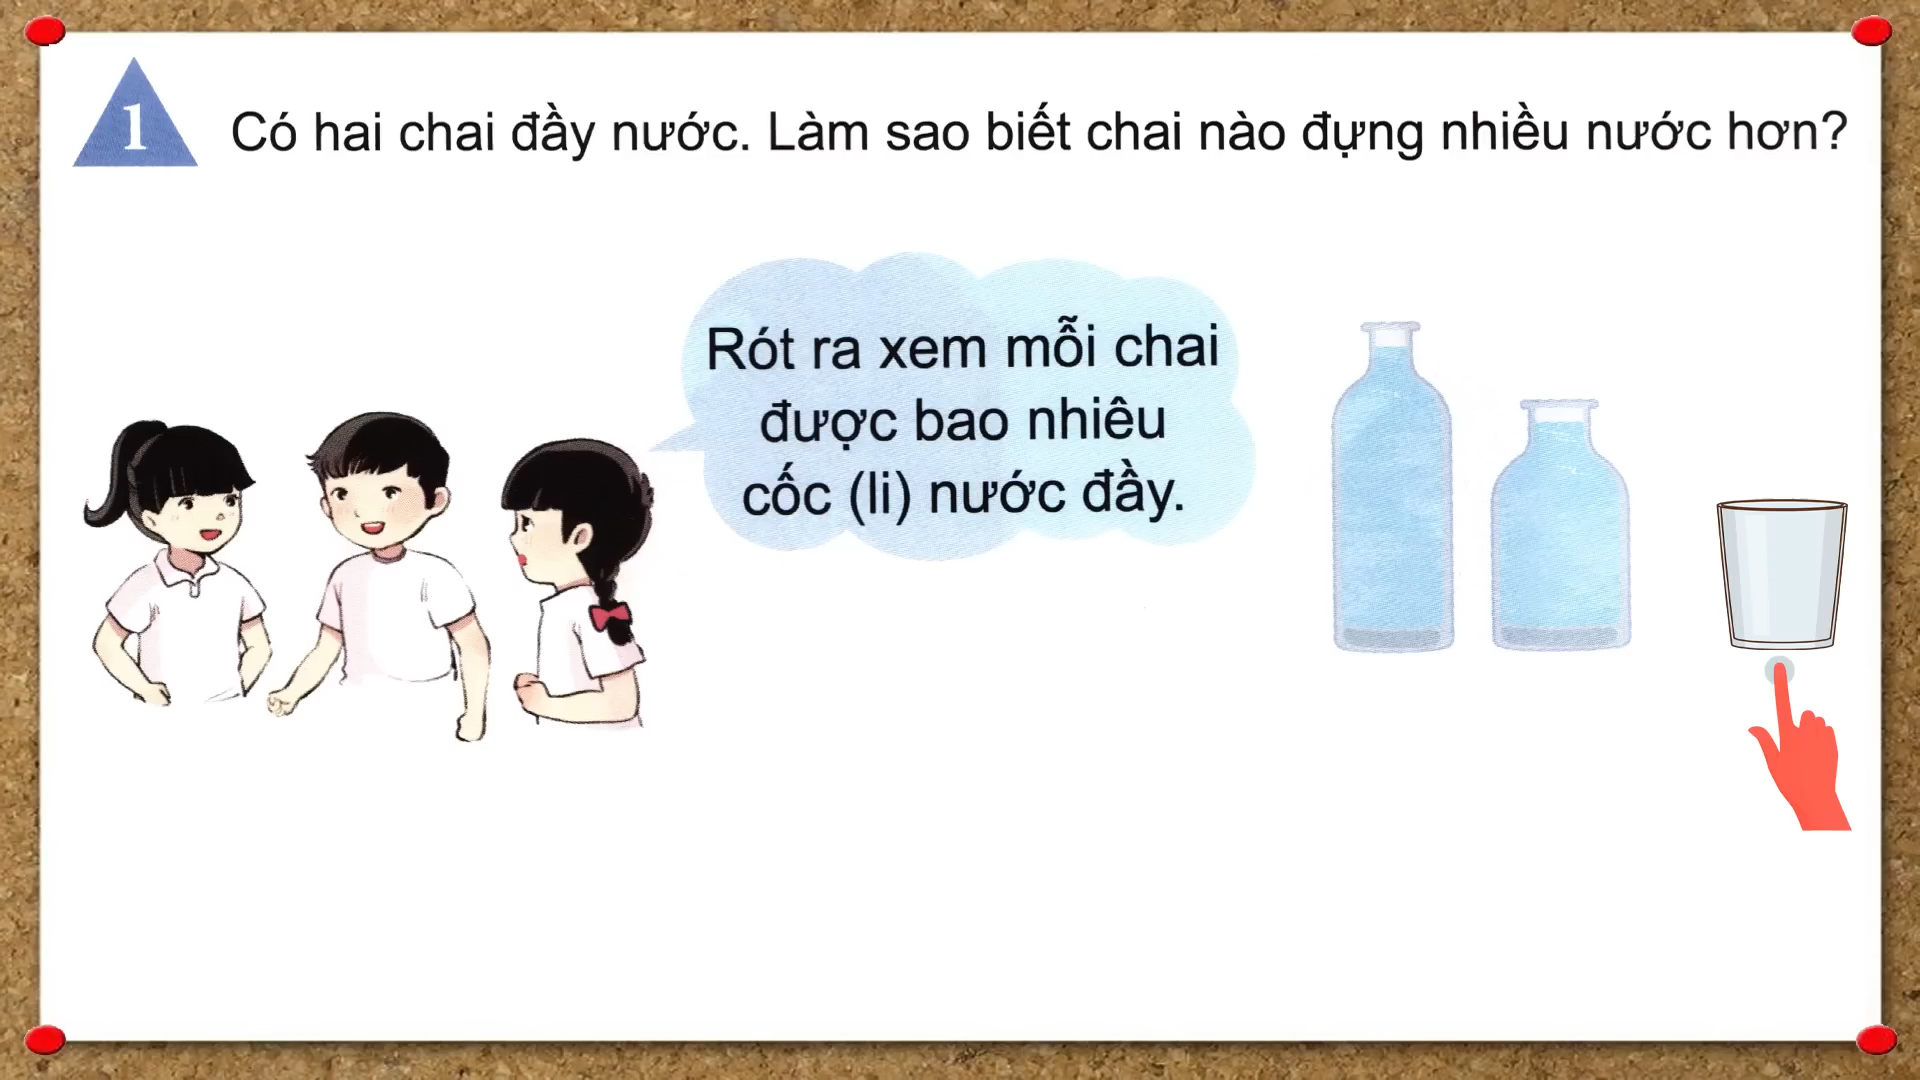 1
Có hai chai đầy nước. Làm sao biết chai nào đựng nhiều nước hơn?
Rót ra xem mỗi chai
được bao nhiêu
cốc (li) nước đầy.